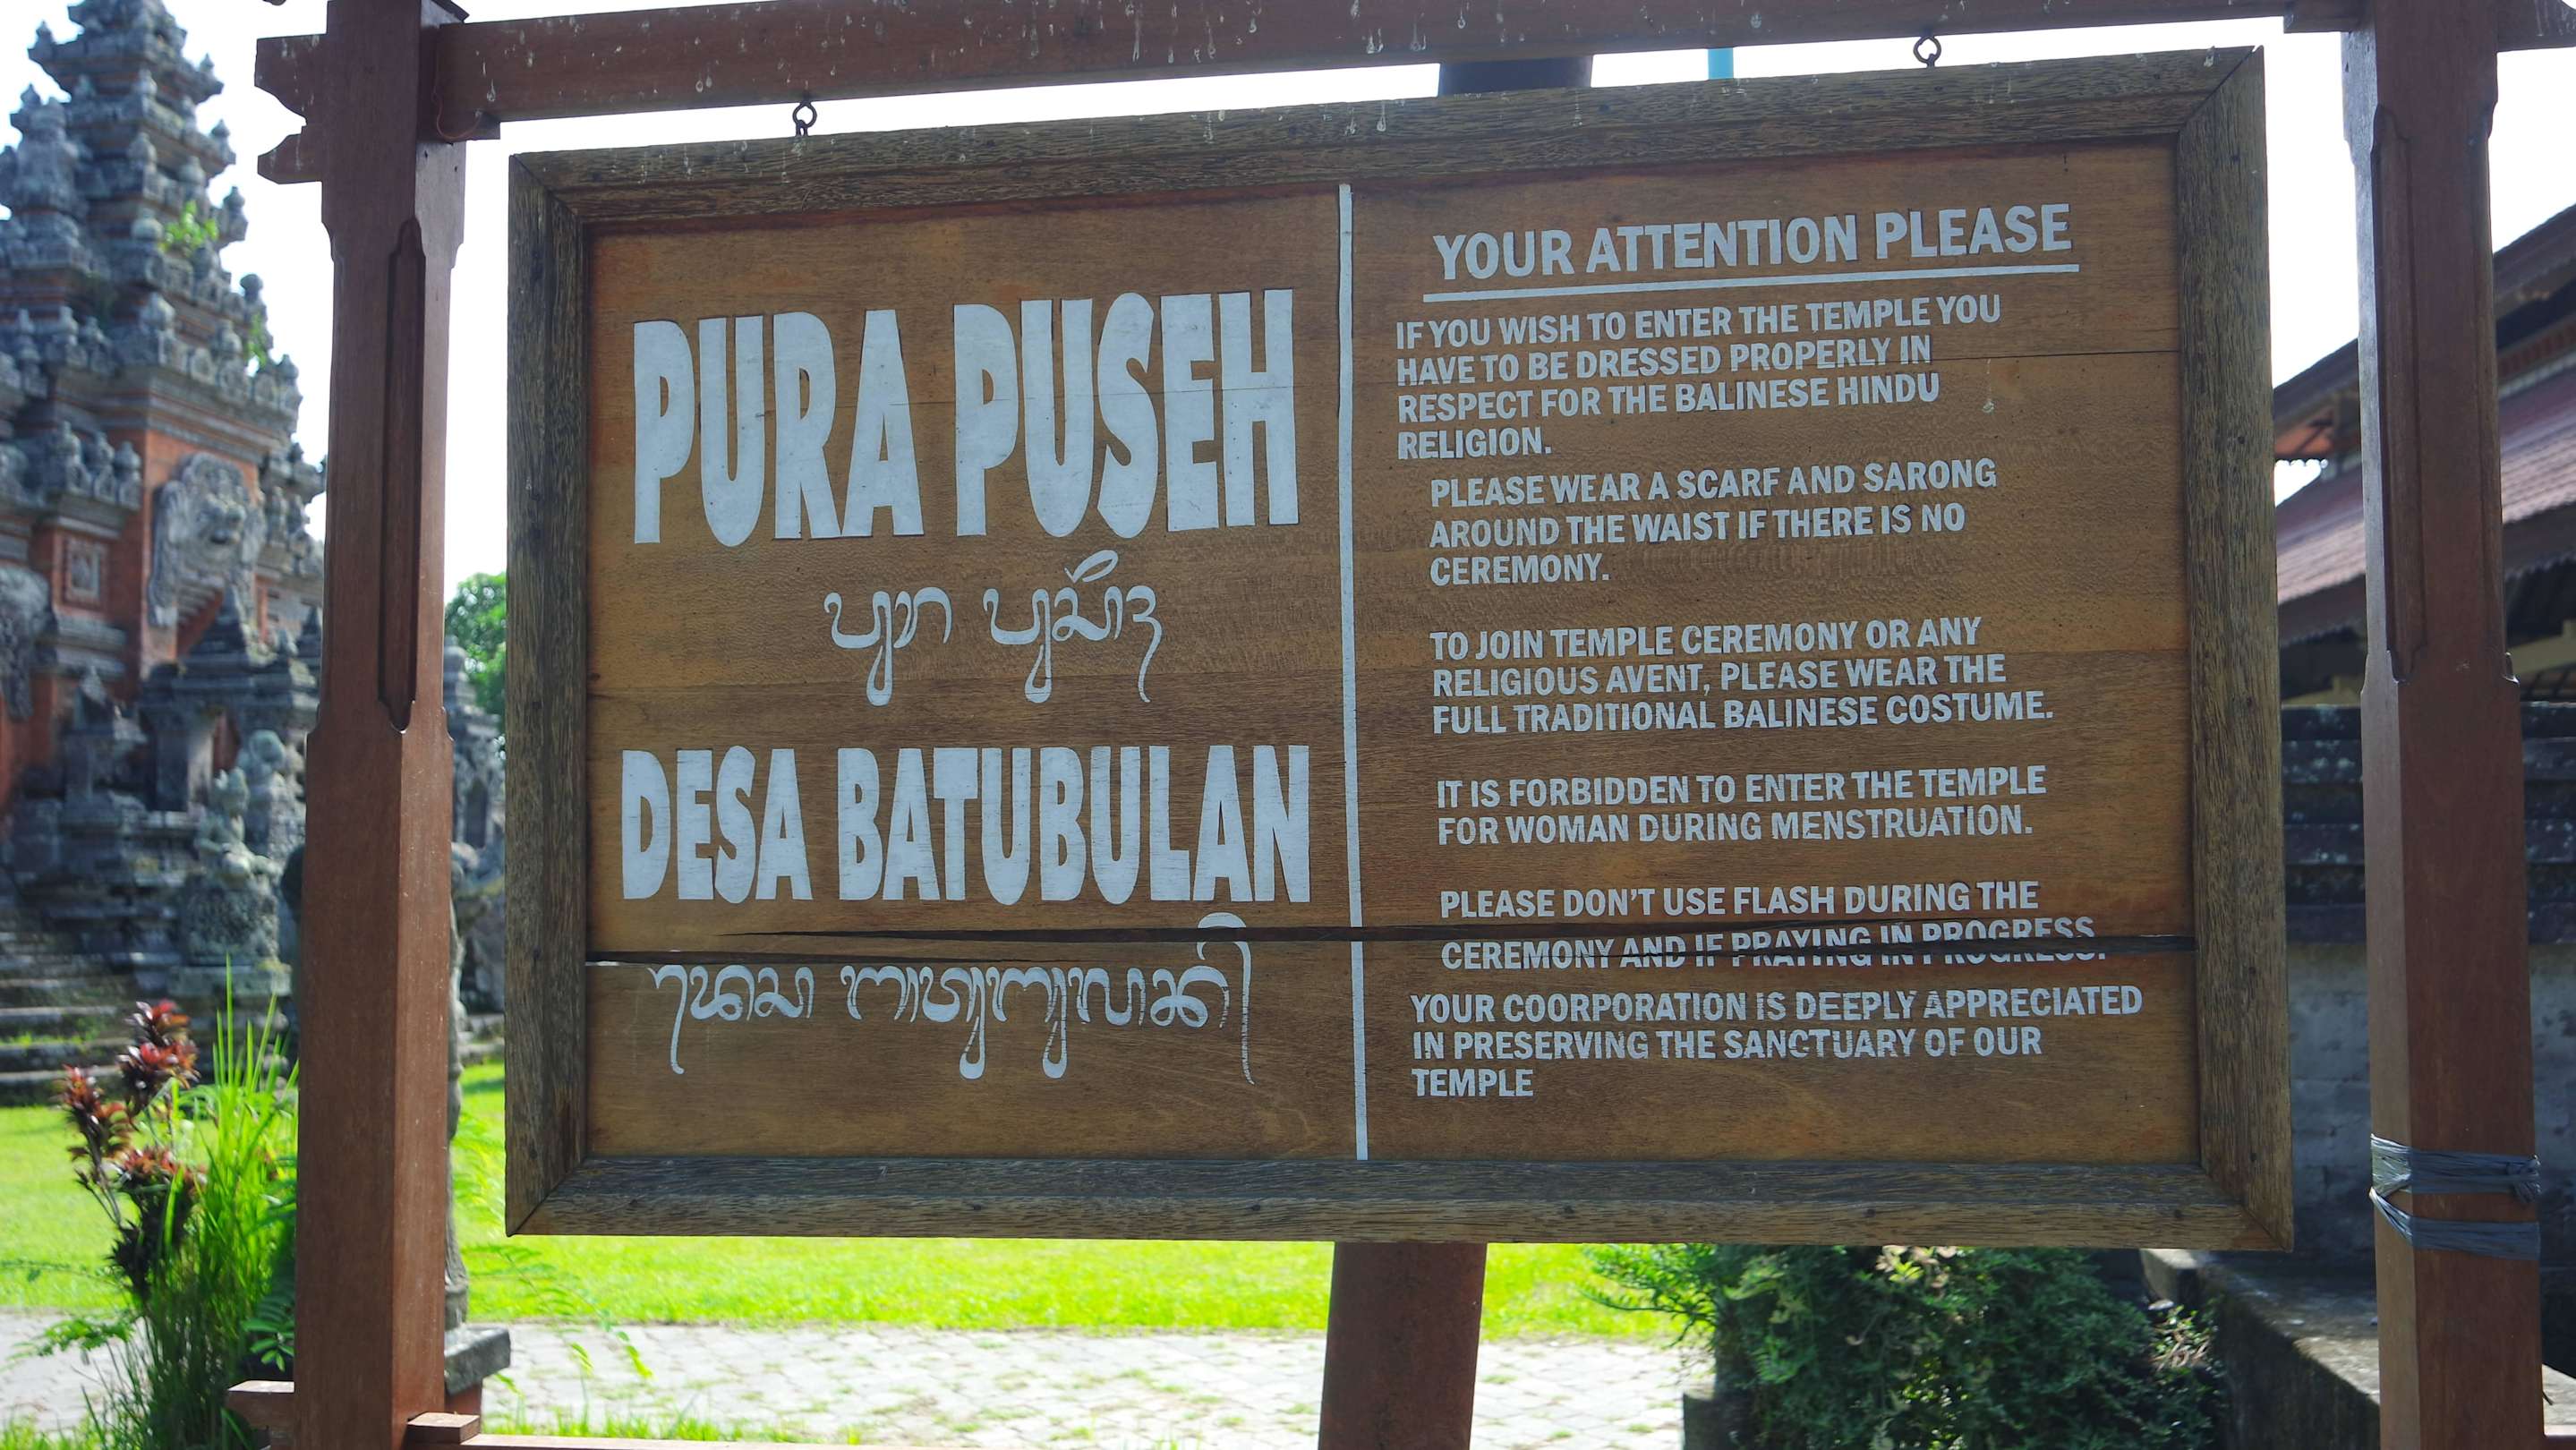 PURA PUSEH
ᬧᬸᬭ ᬧᬸᬲᭂᬄ
DESA BATUBULAN
YOUR ATTENTION PLEASE
IF YOU WISH TO ENTER THE TEMPLE YOU
HAVE TO BE DRESSED PROPERLY IN
RESPECT FOR THE BALINESE HINDU
RELIGION.
PLEASE WEAR A SCARF AND SARONG
AROUND THE WAIST IF THERE IS NO
CEREMONY.
TO JOIN TEMPLE CEREMONY OR ANY
RELIGIOUS AVENT, PLEASE WEAR THE
FULL TRADITIONAL BALINESE COSTUME.
IT IS FORBIDDEN TO ENTER THE TEMPLE
FOR WOMAN DURING MENSTRUATION.
PLEASE DON'T USE FLASH DURING THE
CEREMONY AND IF PRAYING IN PROGRESS.
YOUR COORPORATION IS DEEPLY APPRECIATED
IN PRESERVING THE SANCTUARY OF OUR
TEMPLE